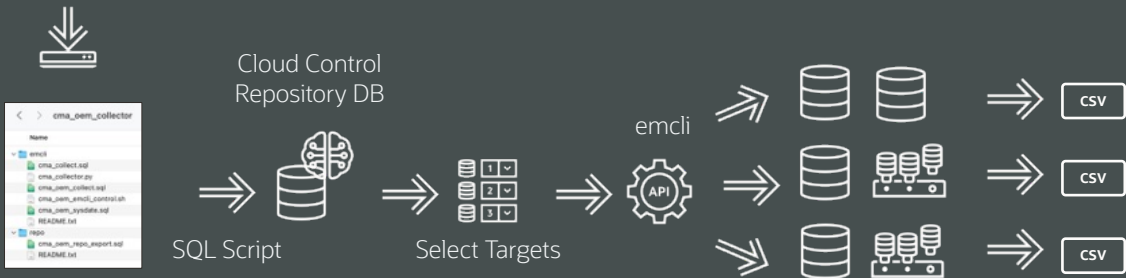 cma_oem_collector
Name
emcli
cma_collect.sql
cma_collector.py
cma_oem_collect.sql
cma_oem_emcli_control.sh
cma_oem_sysdate.sql
README.txt
repo
cma_oem_repo_export.sql
README.txt
SQL Script
Cloud Control
Repository DB
1
2
3
Select Targets
emcli
API
CSV
CSV
CSV